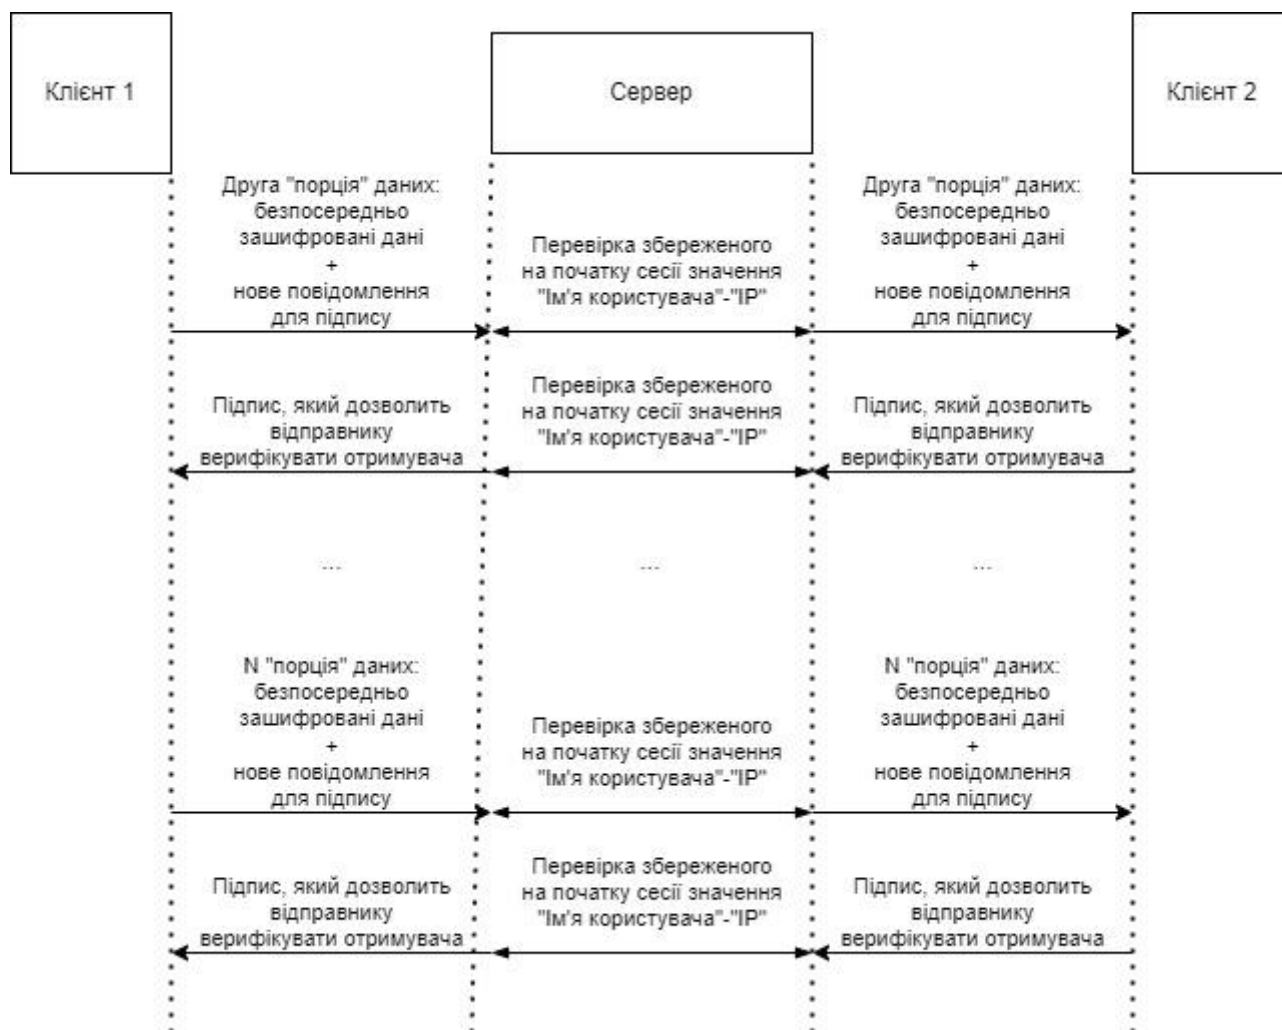 Клієнт 1
Сервер
Клієнт 2
Друга "порція" даних:
безпосередньо
зашифровані дані
+
нове повідомлення
для підпису
Перевірка збереженого
на початку сесії значення
"Ім'я користувача"-"IP"
Друга "порція" даних:
безпосередньо
зашифровані дані
+
нове повідомлення
для підпису
Підпис, який дозволить
відправнику
верифікувати отримувача
Перевірка збереженого
на початку сесії значення
"Ім'я користувача"-"IP"
Підпис, який дозволить
відправнику
верифікувати отримувача
...
...
...
N "порція" даних:
безпосередньо
зашифровані дані
+
нове повідомлення
для підпису
Перевірка збереженого
на початку сесії значення
"Ім'я користувача"-"IP"
N "порція" даних:
безпосередньо
зашифровані дані
+
нове повідомлення
для підпису
Підпис, який дозволить
відправнику
верифікувати отримувача
Перевірка збереженого
на початку сесії значення
"Ім'я користувача"-"IP"
Підпис, який дозволить
відправнику
верифікувати отримувача